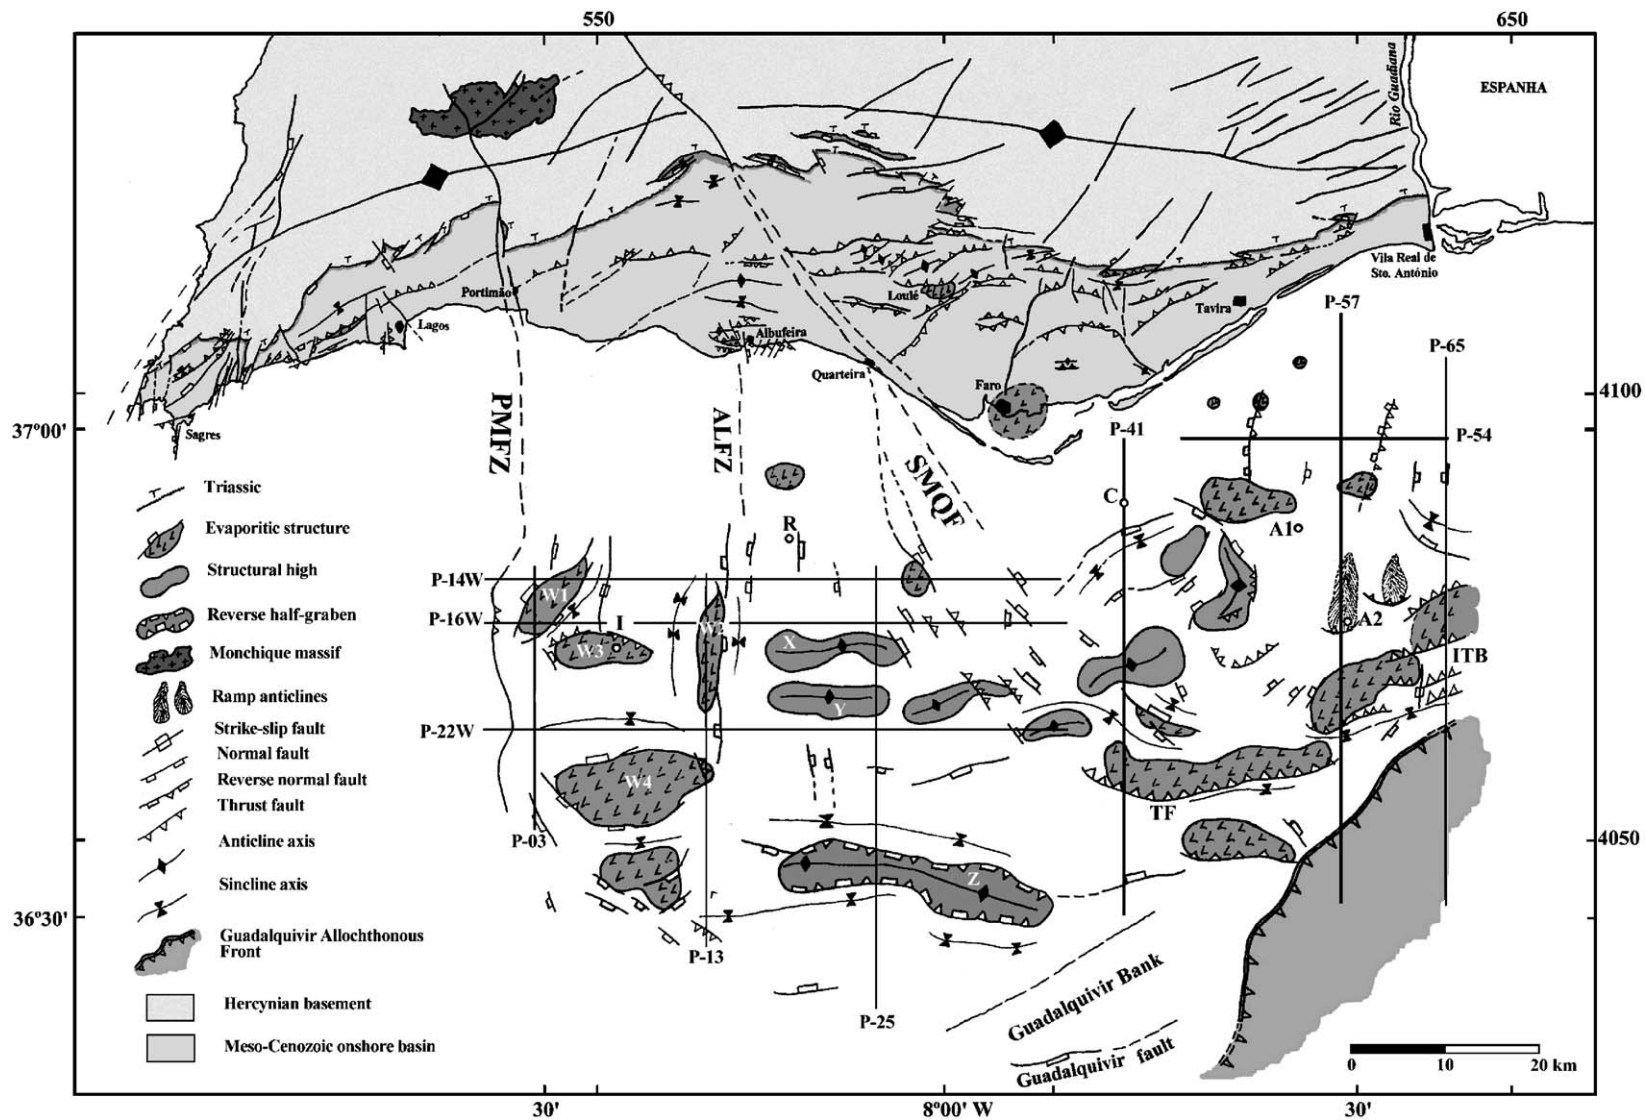 550
650
Rio Guadiana
ESPANHA
Vila Real de
Sto. António
Portimão
Loulé
Tavira
P-57
Lagos
Albufeira
P-65
Quarteira
Faro
4100
PMFZ
ALFZ
P-41
37°00'
Sagres
P-54
SMQF
Triassic
C
R
A1
Evaporitic structure
Structural high
P-14W
W1
P-16W
I
A2
Reverse half-graben
W3
X
ITB
Monchique massif
Ramp anticlines
Y
Strike-slip fault
P-22W
Normal fault
Reverse normal fault
W4
Thrust fault
TF
Anticline axis
P-03
4050
Sincline axis
Z
36°30'
Guadalquivir Allochthonous
Front
P-13
Guadalquivir Bank
Hercynian basement
P-25
Meso-Cenozoic onshore basin
Guadalquivir fault
0 10 20 km
30'
8°00' W
30'